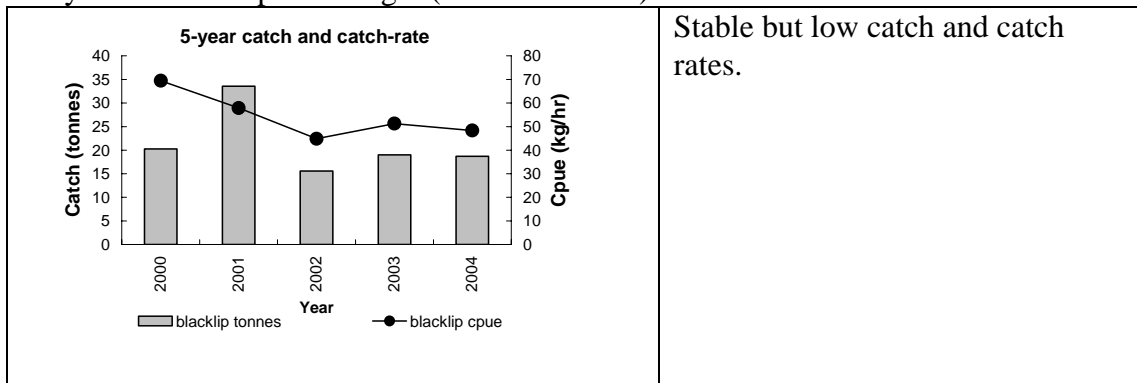 5-year catch and catch-rate
Catch (tonnes)
40
35
30
25
20
15
10
5
0
80
70
60
50
40
30
20
10
0
Cpue (kg/hr)
2000
2001
2002
2003
2004
Year
blacklip tonnes
blacklip cpue
Stable but low catch and catch
rates.